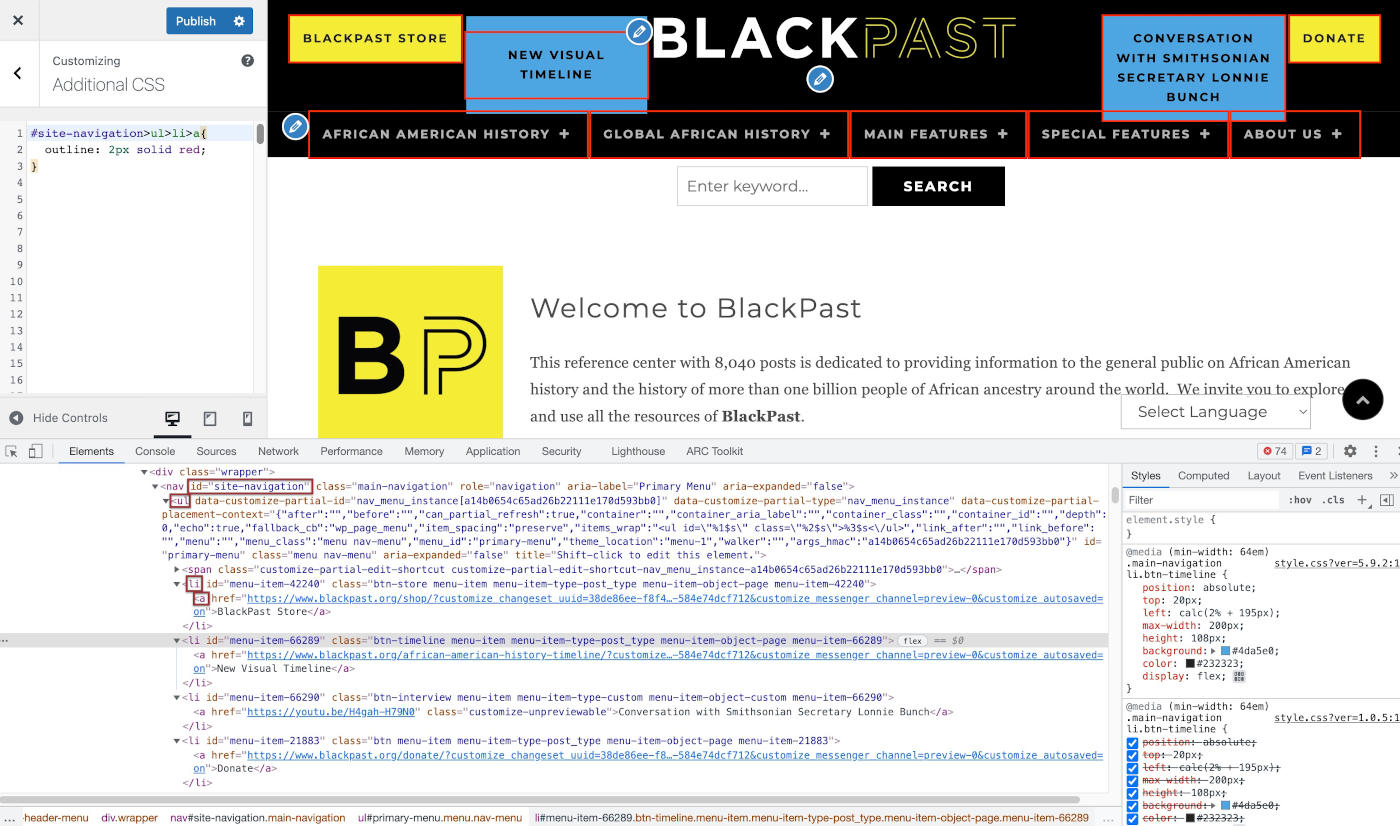 Publish
Customizing
Additional CSS
1 #site-navigation>ul>li>a{
2 outline: 2px solid red;
3 }
4
5
6
7
8
9
10
11
12
13
14
15
16
Hide Controls
BLACKPAST STORE
NEW VISUAL
TIMELINE
BLACKPAST
CONVERSATION
WITH SMITHSONIAN
SECRETARY LONNIE
BUNCH
DONATE
AFRICAN AMERICAN HISTORY + GLOBAL AFRICAN HISTORY + MAIN FEATURES + SPECIAL FEATURES + ABOUT US +
Enter keyword... SEARCH
BP
Welcome to BlackPast
This reference center with 8,040 posts is dedicated to providing information to the general public on African American
history and the history of more than one billion people of African ancestry around the world. We invite you to explore
and use all the resources of BlackPast.
Select Language
Elements Console Sources Network Performance Memory Application Security Lighthouse ARC Toolkit 74 2
<div class="wrapper">
<nav id="site-navigation" class="main-navigation" role="navigation" aria-label="Primary Menu" aria-expanded="false">
<ul data-customize-partial-id="nav_menu_instance[a14b0654c65ad26b22111e170d593bb0]" data-customize-partial-type="nav_menu_instance" data-customize-partial-
placement-context="{"after":"","before":"","can_partial_refresh":true,"container":"","container_aria_label":"","container_class":"","container_id":"","depth":
0,"echo":true,"fallback_cb":"wp_page_menu","item_spacing":"preserve","items_wrap":"<ul id=\"%1$s\" class=\"%2$s\">%3$s<\/ul>","link_after":"","link_before":
"","menu":"","menu_class":"menu nav-menu","menu_id":"primary-menu","theme_location":"menu-1","walker":"","args_hmac":"a14b0654c65ad26b22111e170d593bb0"}" id=
"primary-menu" class="menu nav-menu" aria-expanded="false" title="Shift-click to edit this element.">
<span class="customize-partial-edit-shortcut customize-partial-edit-shortcut-nav_menu_instance-a14b0654c65ad26b22111e170d593bb0">…</span>
<li id="menu-item-42240" class="btn-store menu-item menu-item-type-post_type menu-item-object-page menu-item-42240">
<a href="https://www.blackpast.org/shop/?customize_changeset_uuid=38de86ee-f8f4…-584e74dcf712&customize_messenger_channel=preview-0&customize_autosaved=
on">BlackPast Store</a>
</li>
… <li id="menu-item-66289" class="btn-timeline menu-item menu-item-type-post_type menu-item-object-page menu-item-66289"> flex == $0
<a href="https://www.blackpast.org/african-american-history-timeline/?customize…-584e74dcf712&customize_messenger_channel=preview-0&customize_autosaved=
on">New Visual Timeline</a>
</li>
<li id="menu-item-66290" class="btn-interview menu-item menu-item-type-custom menu-item-object-custom menu-item-66290">
<a href="https://youtu.be/H4gah-H79N0" class="customize-unpreviewable">Conversation with Smithsonian Secretary Lonnie Bunch</a>
</li>
<li id="menu-item-21883" class="btn menu-item menu-item-type-post_type menu-item-object-page menu-item-21883">
<a href="https://www.blackpast.org/donate/?customize_changeset_uuid=38de86ee-f8…-584e74dcf712&customize_messenger_channel=preview-0&customize_autosaved=
on">Donate</a>
</li>
… -header-menu div.wrapper nav#site-navigation.main-navigation ul#primary-menu.menu.nav-menu li#menu-item-66289.btn-timeline.menu-item.menu-item-type-post_type.menu-item-object-page.menu-item-66289 …
Styles Computed Layout Event Listeners »
Filter :hov .cls +
element.style {
}
@media (min-width: 64em)
.main-navigation style.css?ver=5.9.2:1
li.btn-timeline {
position: absolute;
top: 20px;
left: calc(2% + 195px);
max-width: 200px;
height: 108px;
background: #4da5e0;
color: #232323;
display: flex;
}
@media (min-width: 64em)
.main-navigation style.css?ver=1.0.5:1
li.btn-timeline {
position: absolute;
top: 20px;
left: calc(2% + 195px);
max-width: 200px;
height: 108px;
background: #4da5e0;
color: #232323;